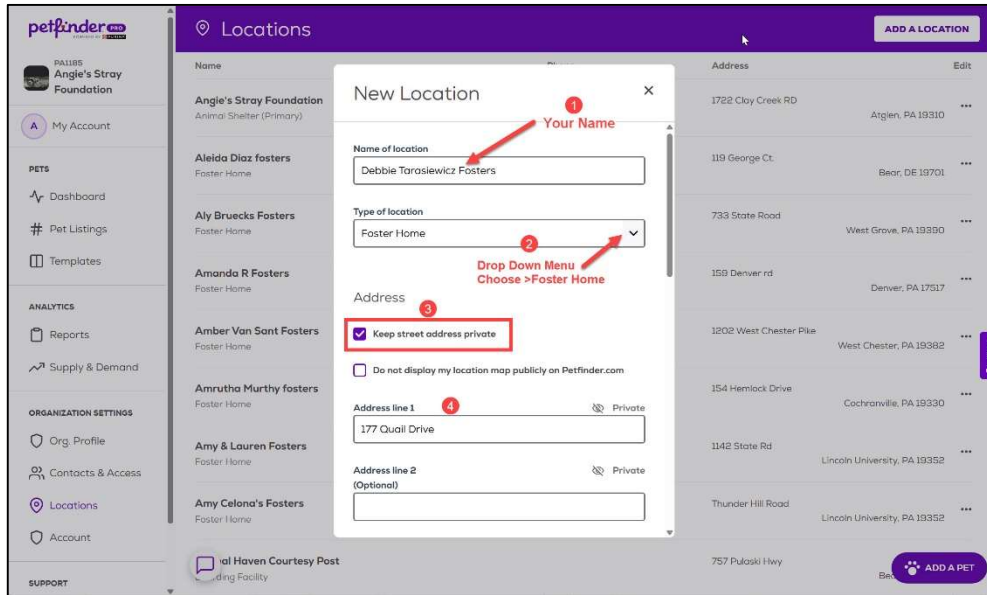 petfinder PRO
PA1185
Angie's Stray
Foundation
A My Account
PETS
Dashboard
Pet Listings
Templates
ANALYTICS
Reports
Supply & Demand
ORGANIZATION SETTINGS
Org. Profile
Contacts & Access
Locations
Account
SUPPORT
Locations
ADD A LOCATION
Name Address Edit
Angie's Stray Foundation 1722 Clay Creek RD
Animal Shelter (Primary) Atglen, PA 19310
Aleida Diaz fosters 119 George Ct.
Foster Home Bear, DE 19701
Aly Bruecks Fosters 733 State Road
Foster Home West Grove, PA 19390
Amanda R Fosters 159 Denver rd
Foster Home Denver, PA 17517
Amber Van Sant Fosters 1202 West Chester Pike
Foster Home West Chester, PA 19382
Amrutha Murthy fosters 154 Hemlock Drive
Foster Home Cochranville, PA 19330
Amy & Lauren Fosters 1142 State Rd
Foster Home Lincoln University, PA 19352
Amy Celona's Fosters Thunder Hill Road
Foster Home Lincoln University, PA 19352
al Haven Courtesy Post 757 Pulaski Hwy
ding Facility
ADD A PET
New Location
1
Your Name
Name of location
Debbie Tarasiewicz Fosters
Type of location
Foster Home
2
Drop Down Menu
Choose >Foster Home
Address
3
Keep street address private
Do not display my location map publicly on Petfinder.com
Address line 1 4 Private
177 Quail Drive
Address line 2 Private
(Optional)